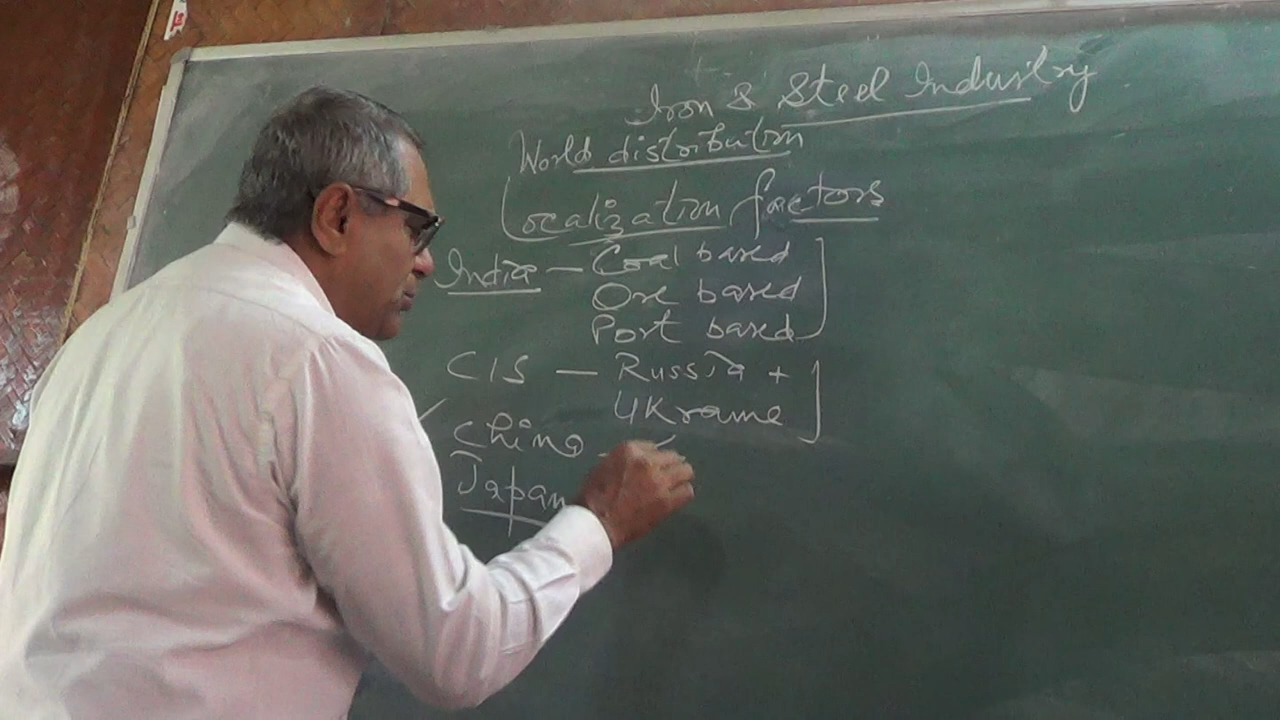 Iron & Steel Industry
World distribution
Localization factors
India — Coal based
Ore based
Port based
CIS — Russia +
Ukraine
China -
Japan